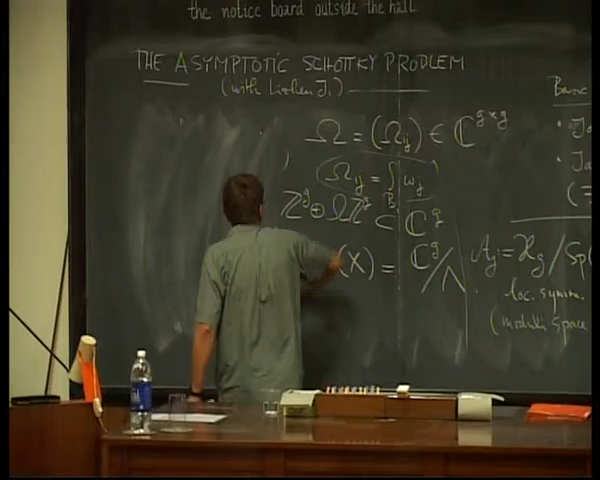 the notice board outside the hall
THE ASYMPTOTIC SCHOTTKY PROBLEM
(with Lizhen Ji)
Ω = (Ω_ij) ∈ ℂ^{g×g}
Ω_ij = ∫_{B_i} ω_j
ℤ^g ⊕ Ωℤ^g ⊂ ℂ^g
(X) = ℂ^g/Λ
A_g = ℋ_g / Sp(
loc. symm.
(moduli space